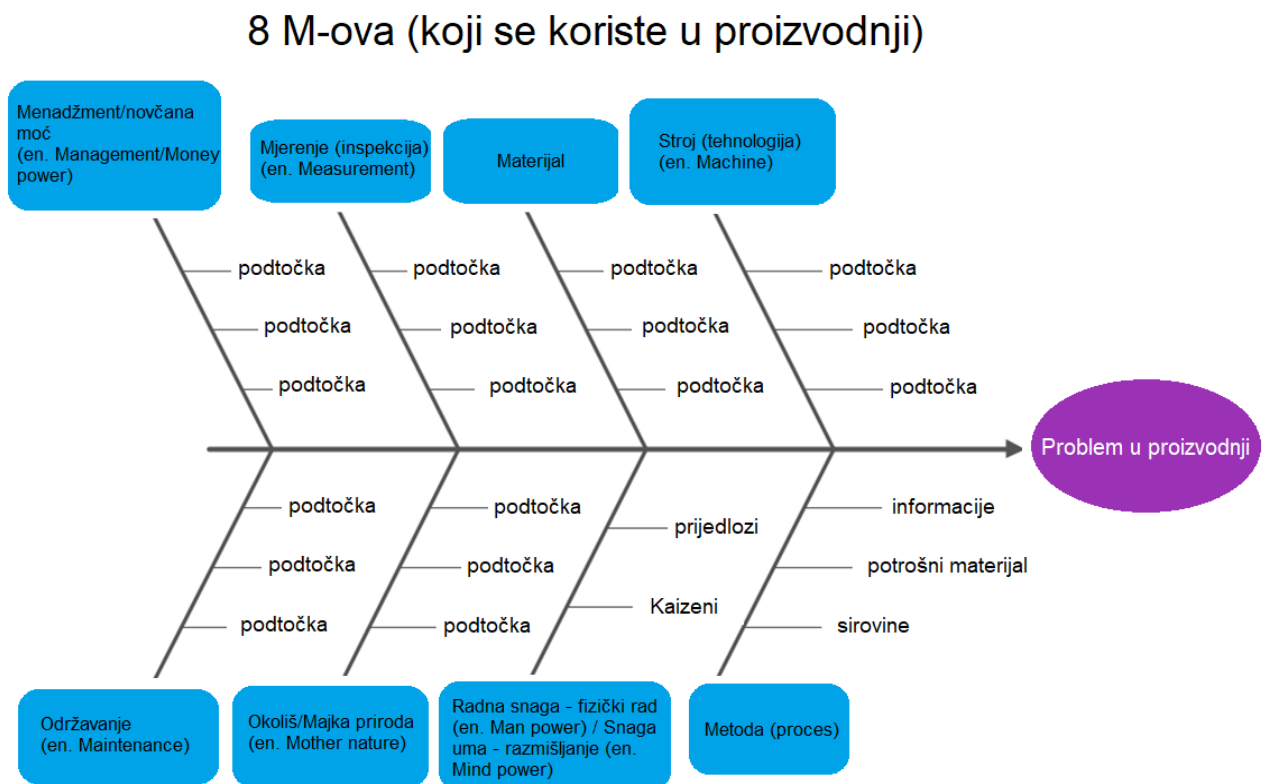 8 M-ova (koji se koriste u proizvodnji)
Menadžment/novčana
moć
(en. Management/Money
power)
Mjerenje (inspekcija)
(en. Measurement)
Materijal
Stroj (tehnologija)
(en. Machine)
podtočka
podtočka
podtočka
podtočka
podtočka
podtočka
podtočka
podtočka
podtočka
podtočka
podtočka
podtočka
Problem u proizvodnji
podtočka
podtočka
podtočka
podtočka
podtočka
podtočka
prijedlozi
Kaizeni
informacije
potrošni materijal
sirovine
Održavanje
(en. Maintenance)
Okoliš/Majka priroda
(en. Mother nature)
Radna snaga - fizički rad
(en. Man power) / Snaga
uma - razmišljanje (en.
Mind power)
Metoda (proces)